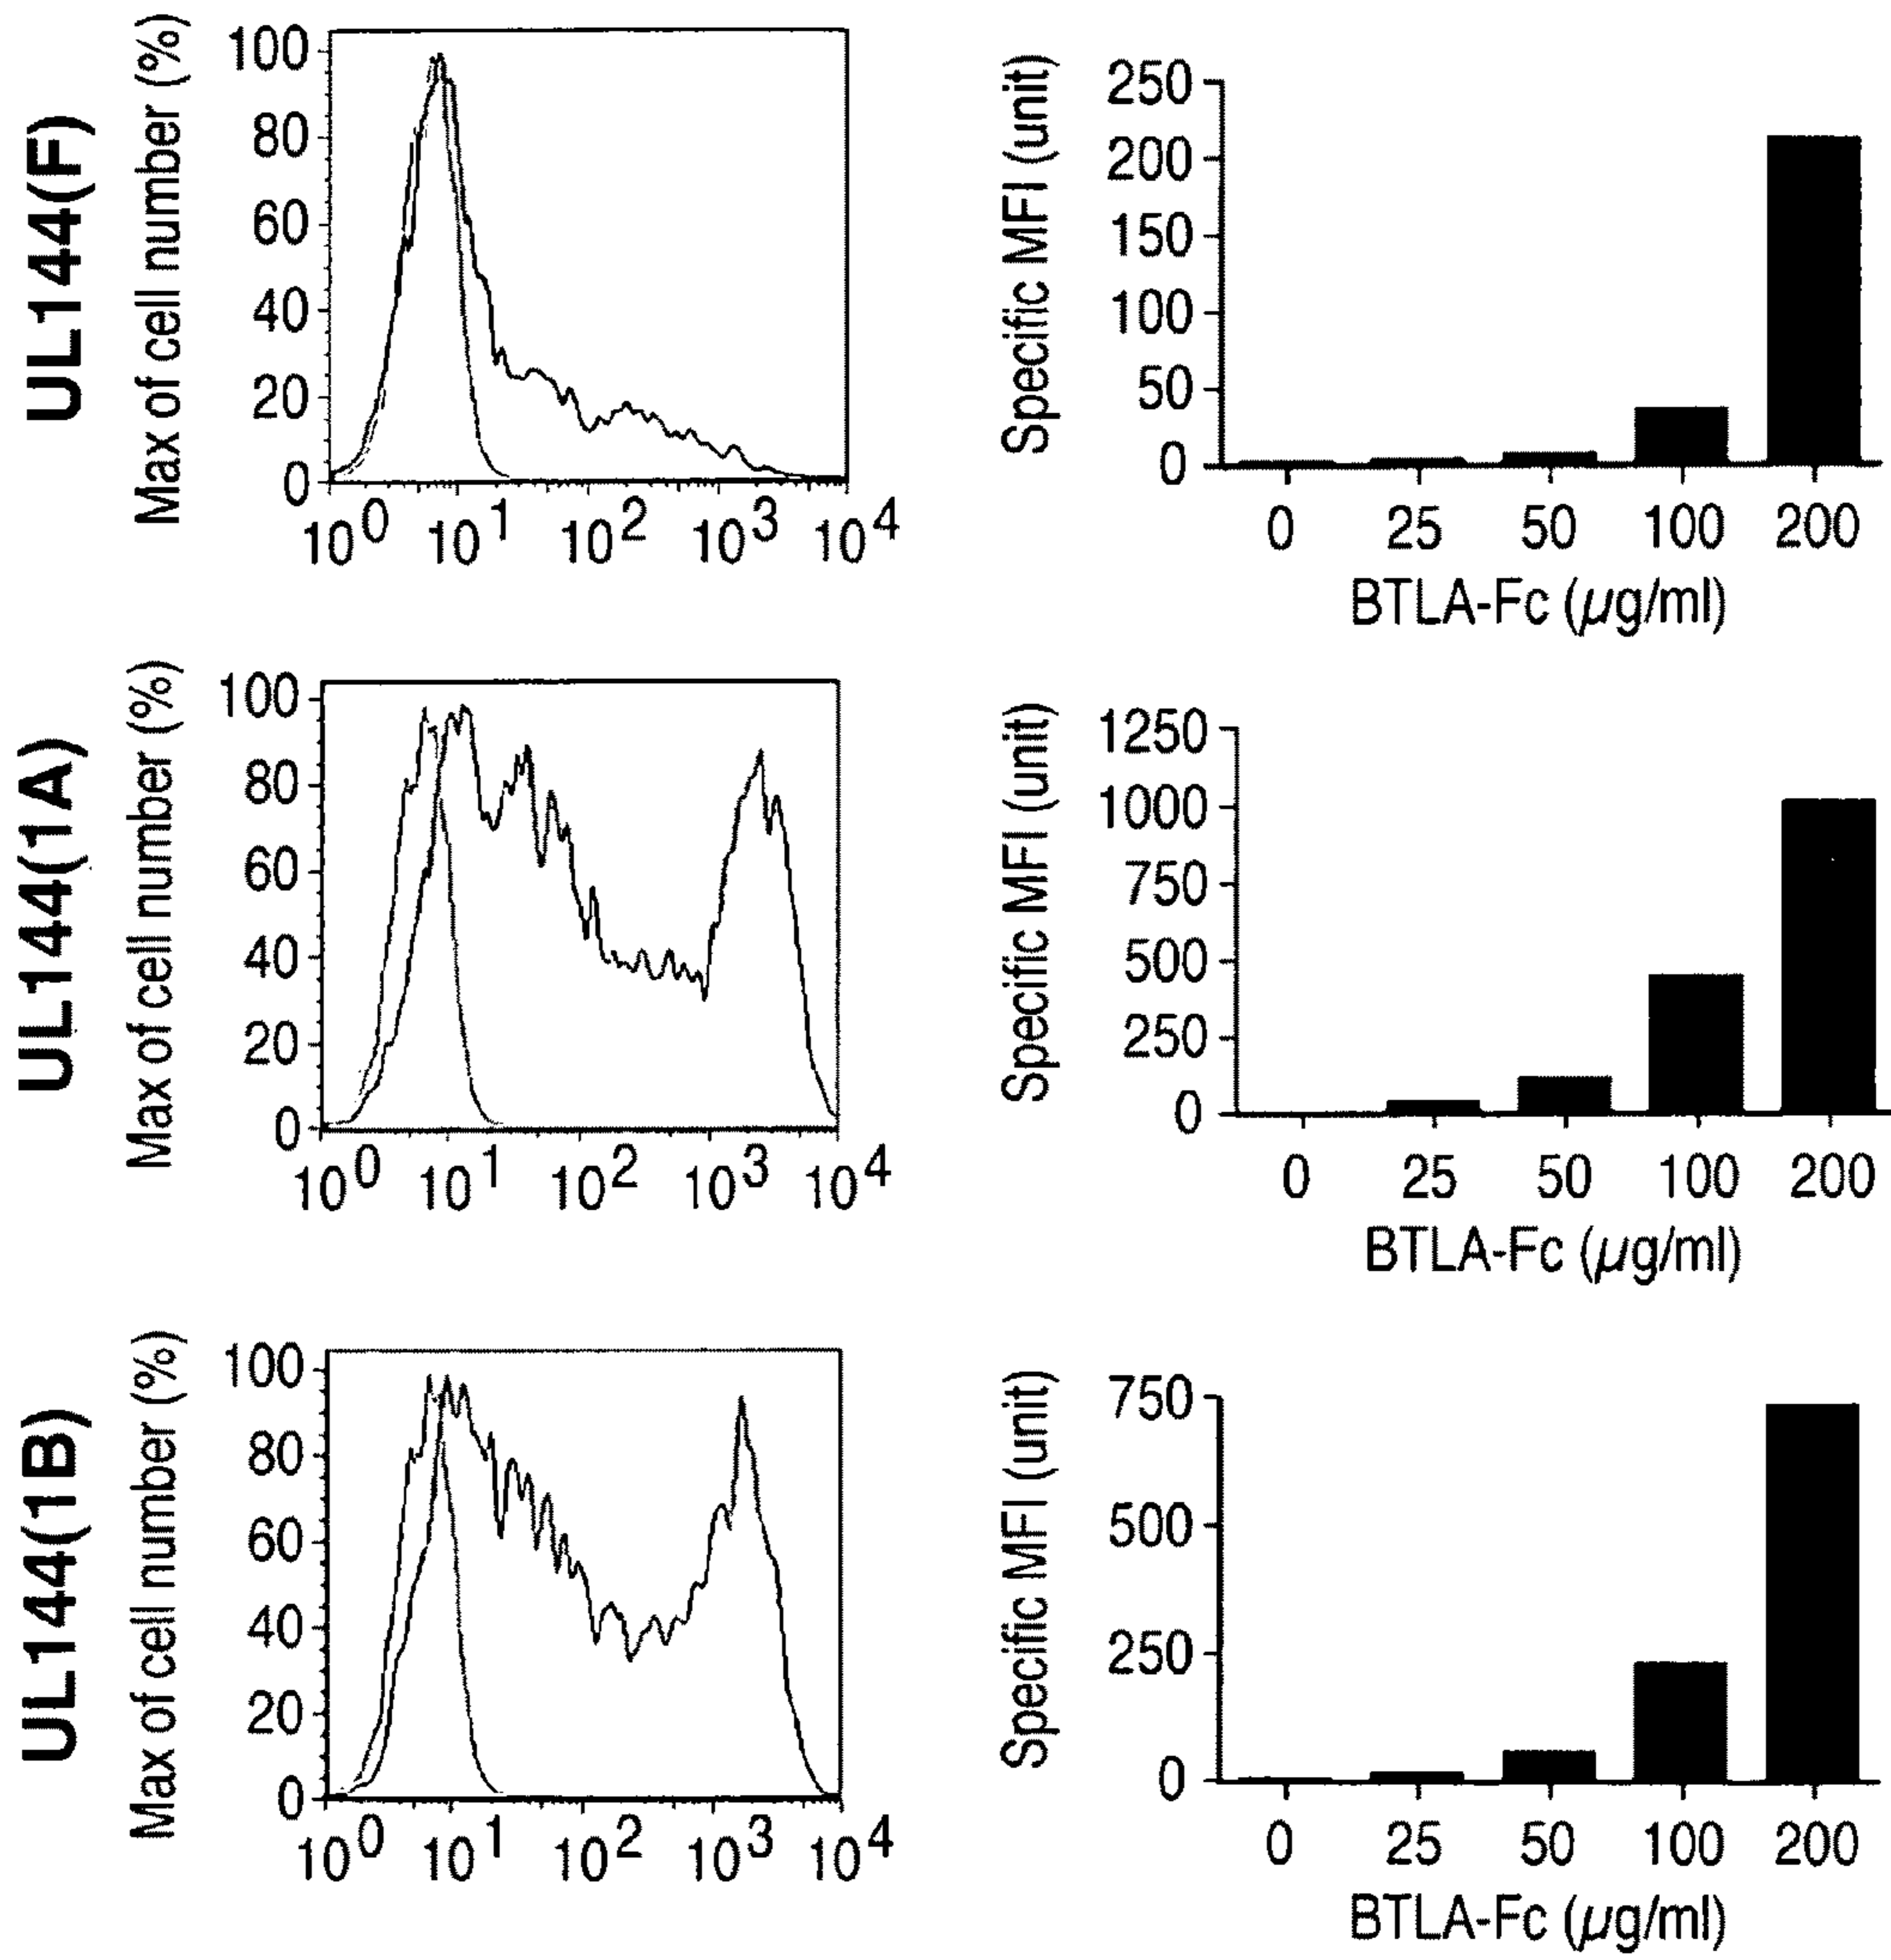 UL144(F)
Max of cell number (%)
100
80
60
40
20
0
10^0 10^1 10^2 10^3 10^4
Specific MFI (unit)
250
200
150
100
50
0
0 25 50 100 200
BTLA-Fc (µg/ml)
UL144(1A)
Max of cell number (%)
100
80
60
40
20
0
10^0 10^1 10^2 10^3 10^4
Specific MFI (unit)
1250
1000
750
500
250
0
0 25 50 100 200
BTLA-Fc (µg/ml)
UL144(1B)
Max of cell number (%)
100
80
60
40
20
0
10^0 10^1 10^2 10^3 10^4
Specific MFI (unit)
750
500
250
0
0 25 50 100 200
BTLA-Fc (µg/ml)